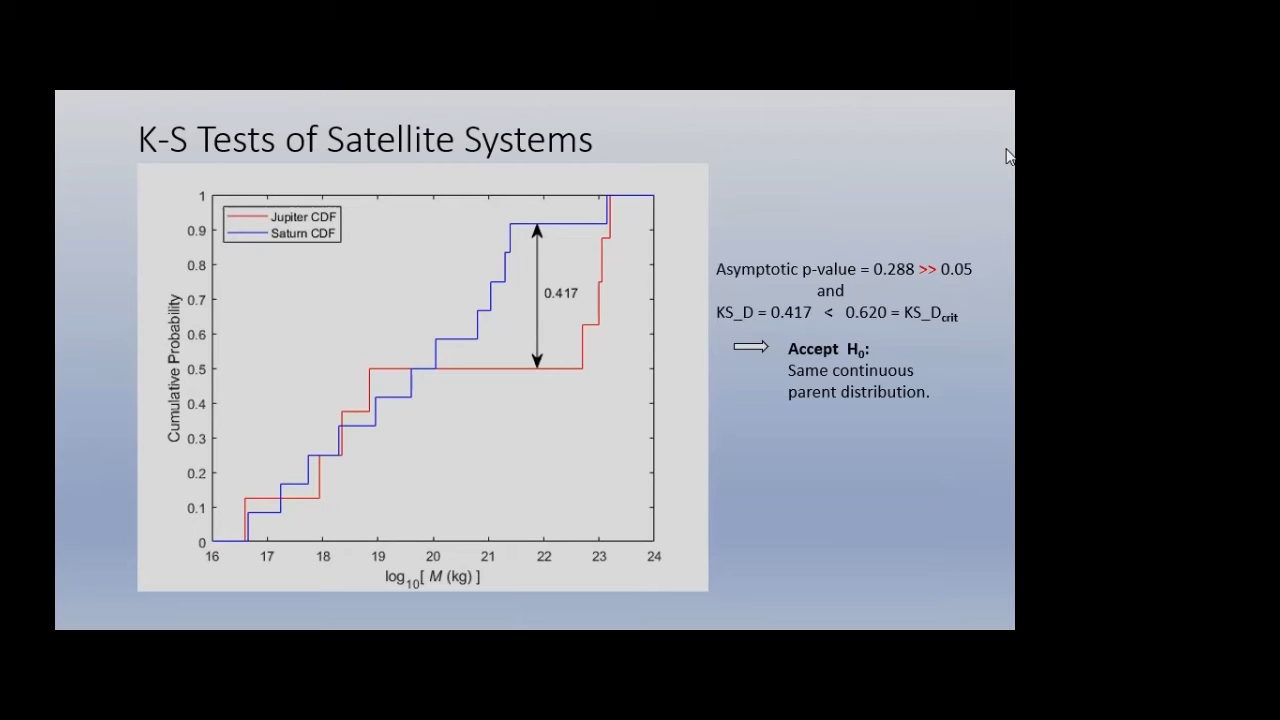 K-S Tests of Satellite Systems
Jupiter CDF
Saturn CDF
1
0.9
0.8
0.7
0.6
0.5
0.4
0.3
0.2
0.1
0
Cumulative Probability
0.417
16 17 18 19 20 21 22 23 24
log10[ M (kg) ]
Asymptotic p-value = 0.288 >> 0.05
and
KS_D = 0.417 < 0.620 = KS_Dcrit
Accept H0:
Same continuous
parent distribution.